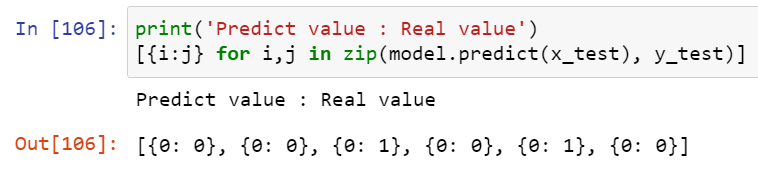 In [106]: print('Predict value : Real value')
[{i:j} for i,j in zip(model.predict(x_test), y_test)]
Predict value : Real value
Out[106]: [{0: 0}, {0: 0}, {0: 1}, {0: 0}, {0: 1}, {0: 0}]